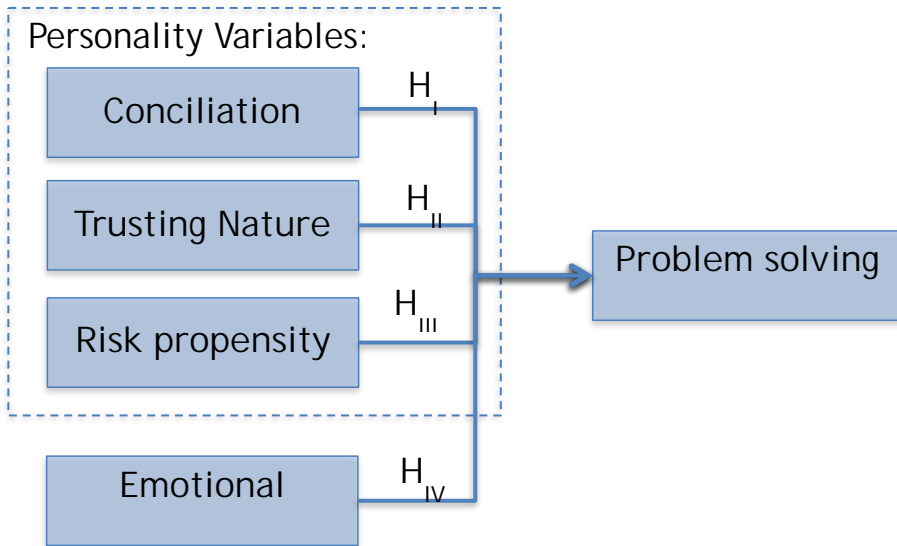 Personality Variables:
Conciliation
H_I
Trusting Nature
H_II
Risk propensity
H_III
Emotional
H_IV
Problem solving